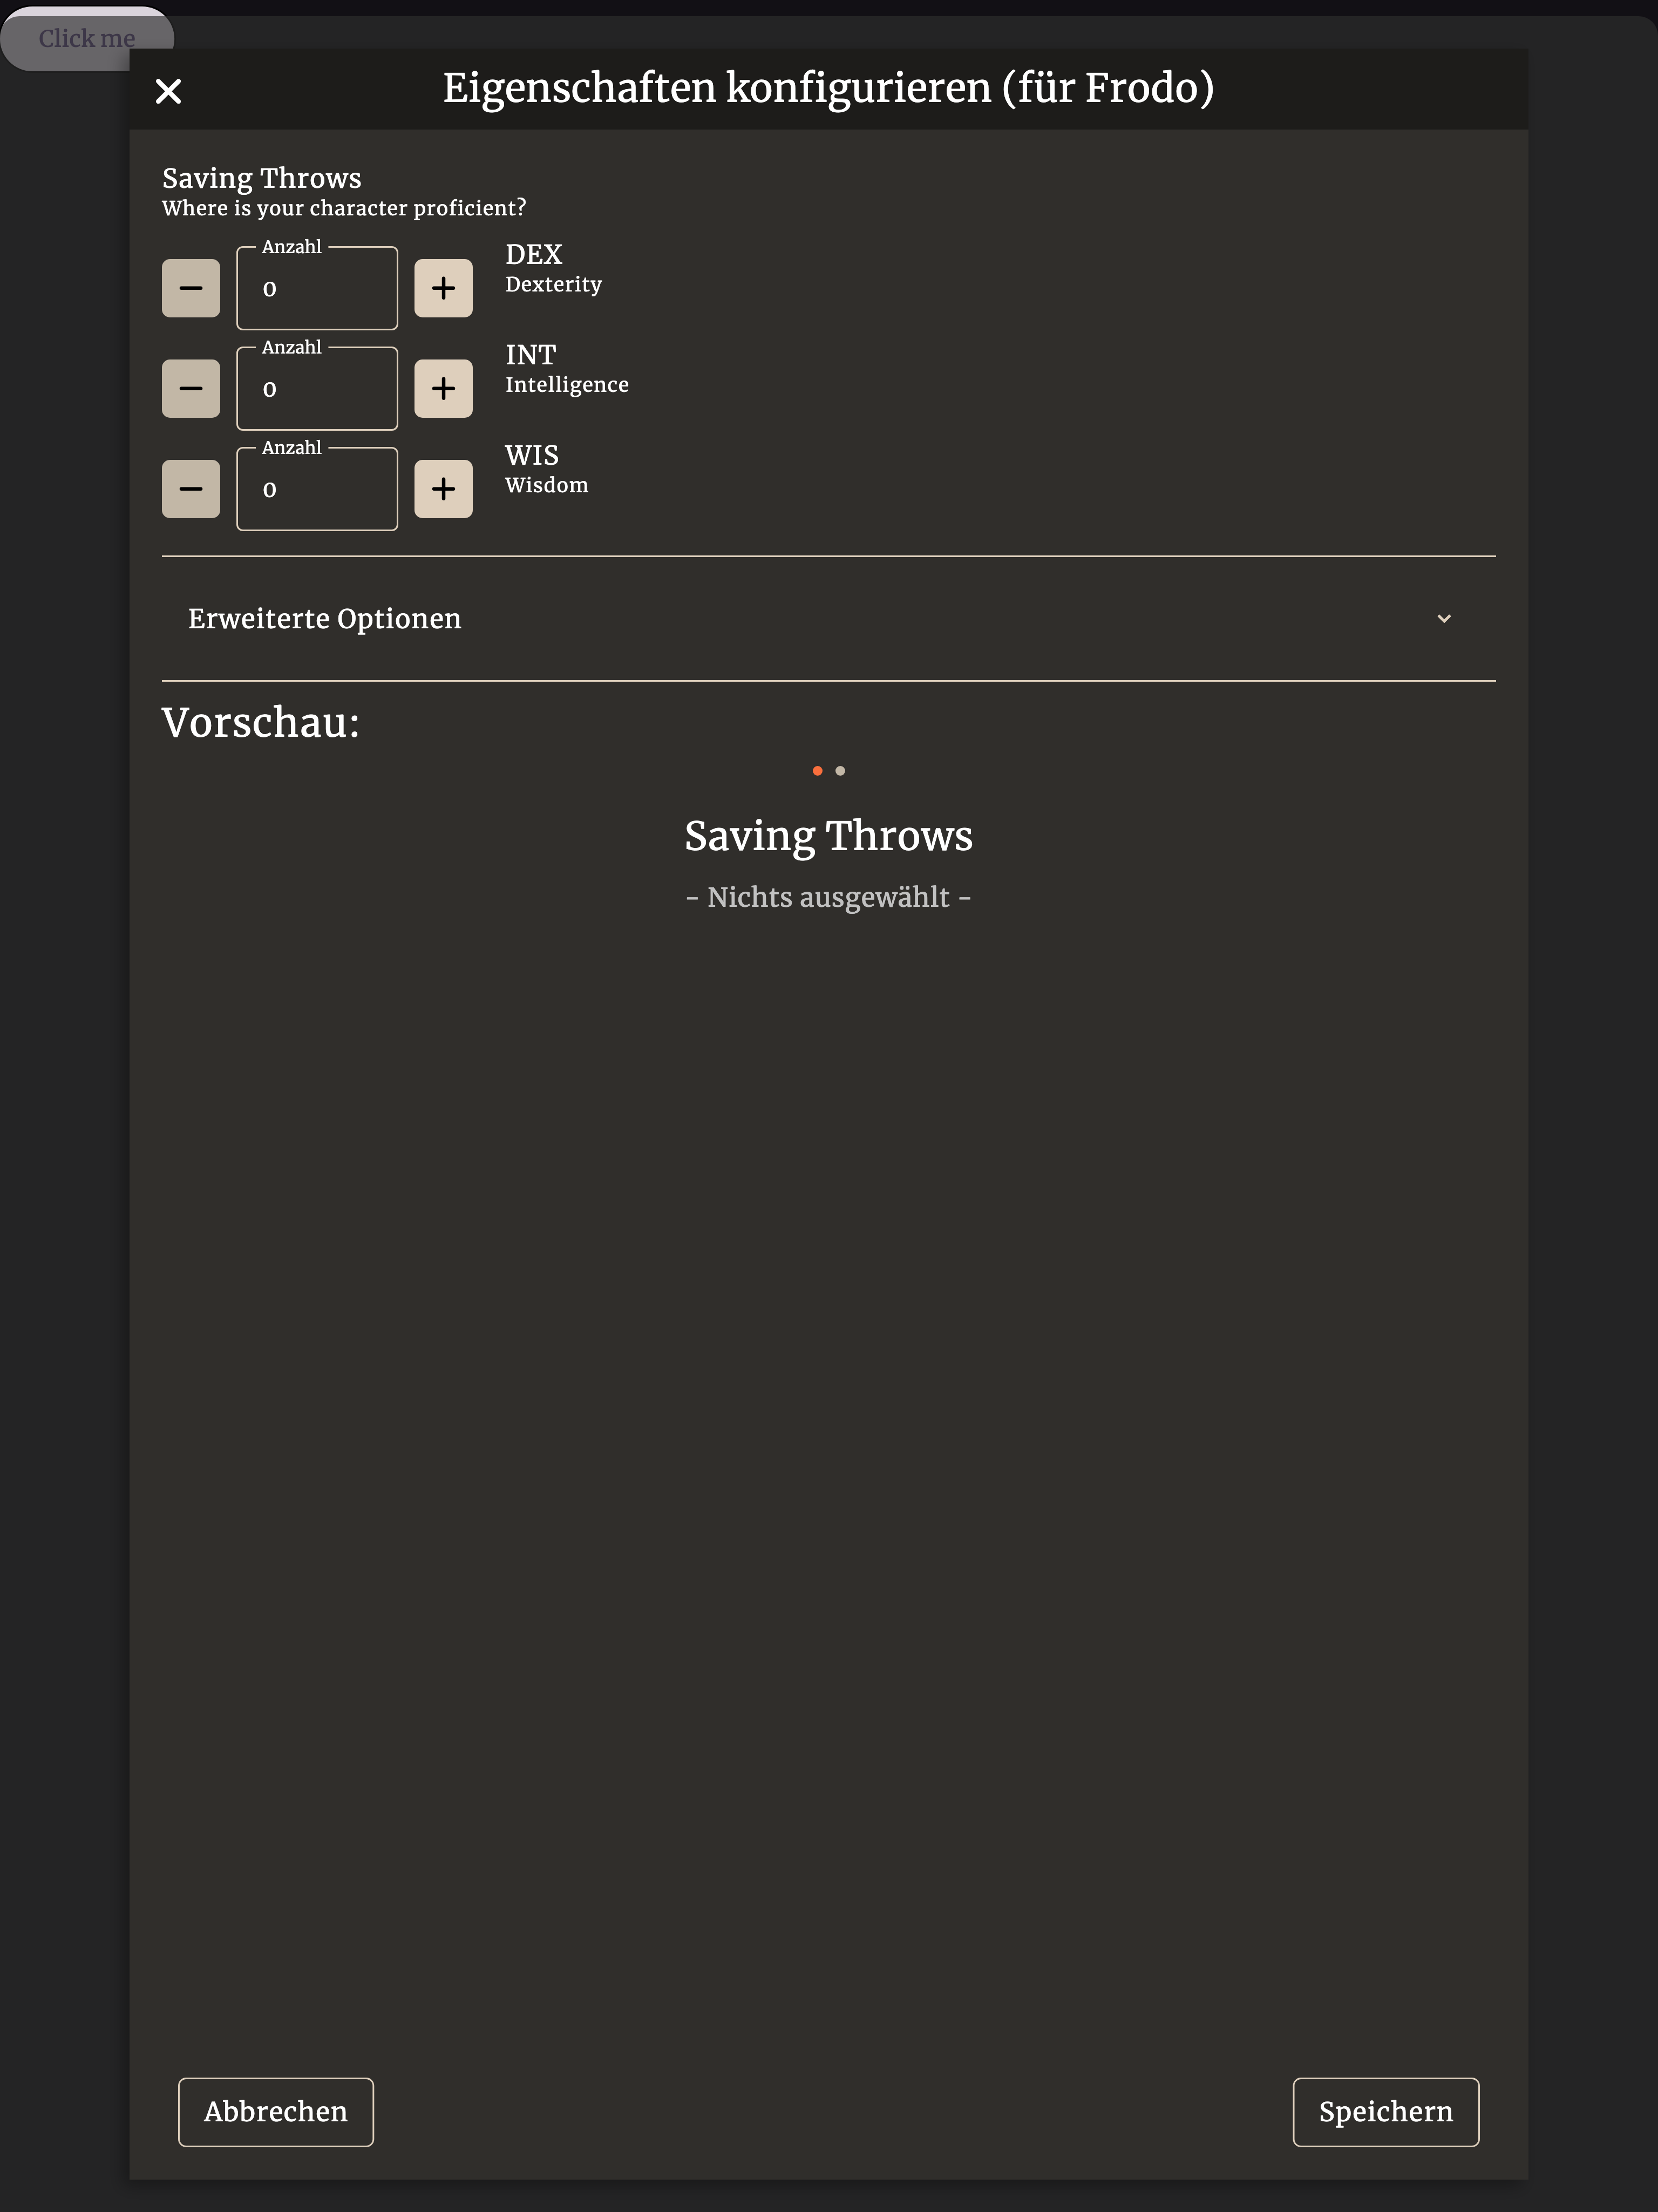 Click me
Eigenschaften konfigurieren (für Frodo)
Saving Throws
Where is your character proficient?
Anzahl
0
DEX
Dexterity
Anzahl
0
INT
Intelligence
Anzahl
0
WIS
Wisdom
Erweiterte Optionen
Vorschau:
Saving Throws
- Nichts ausgewählt -
Abbrechen
Speichern